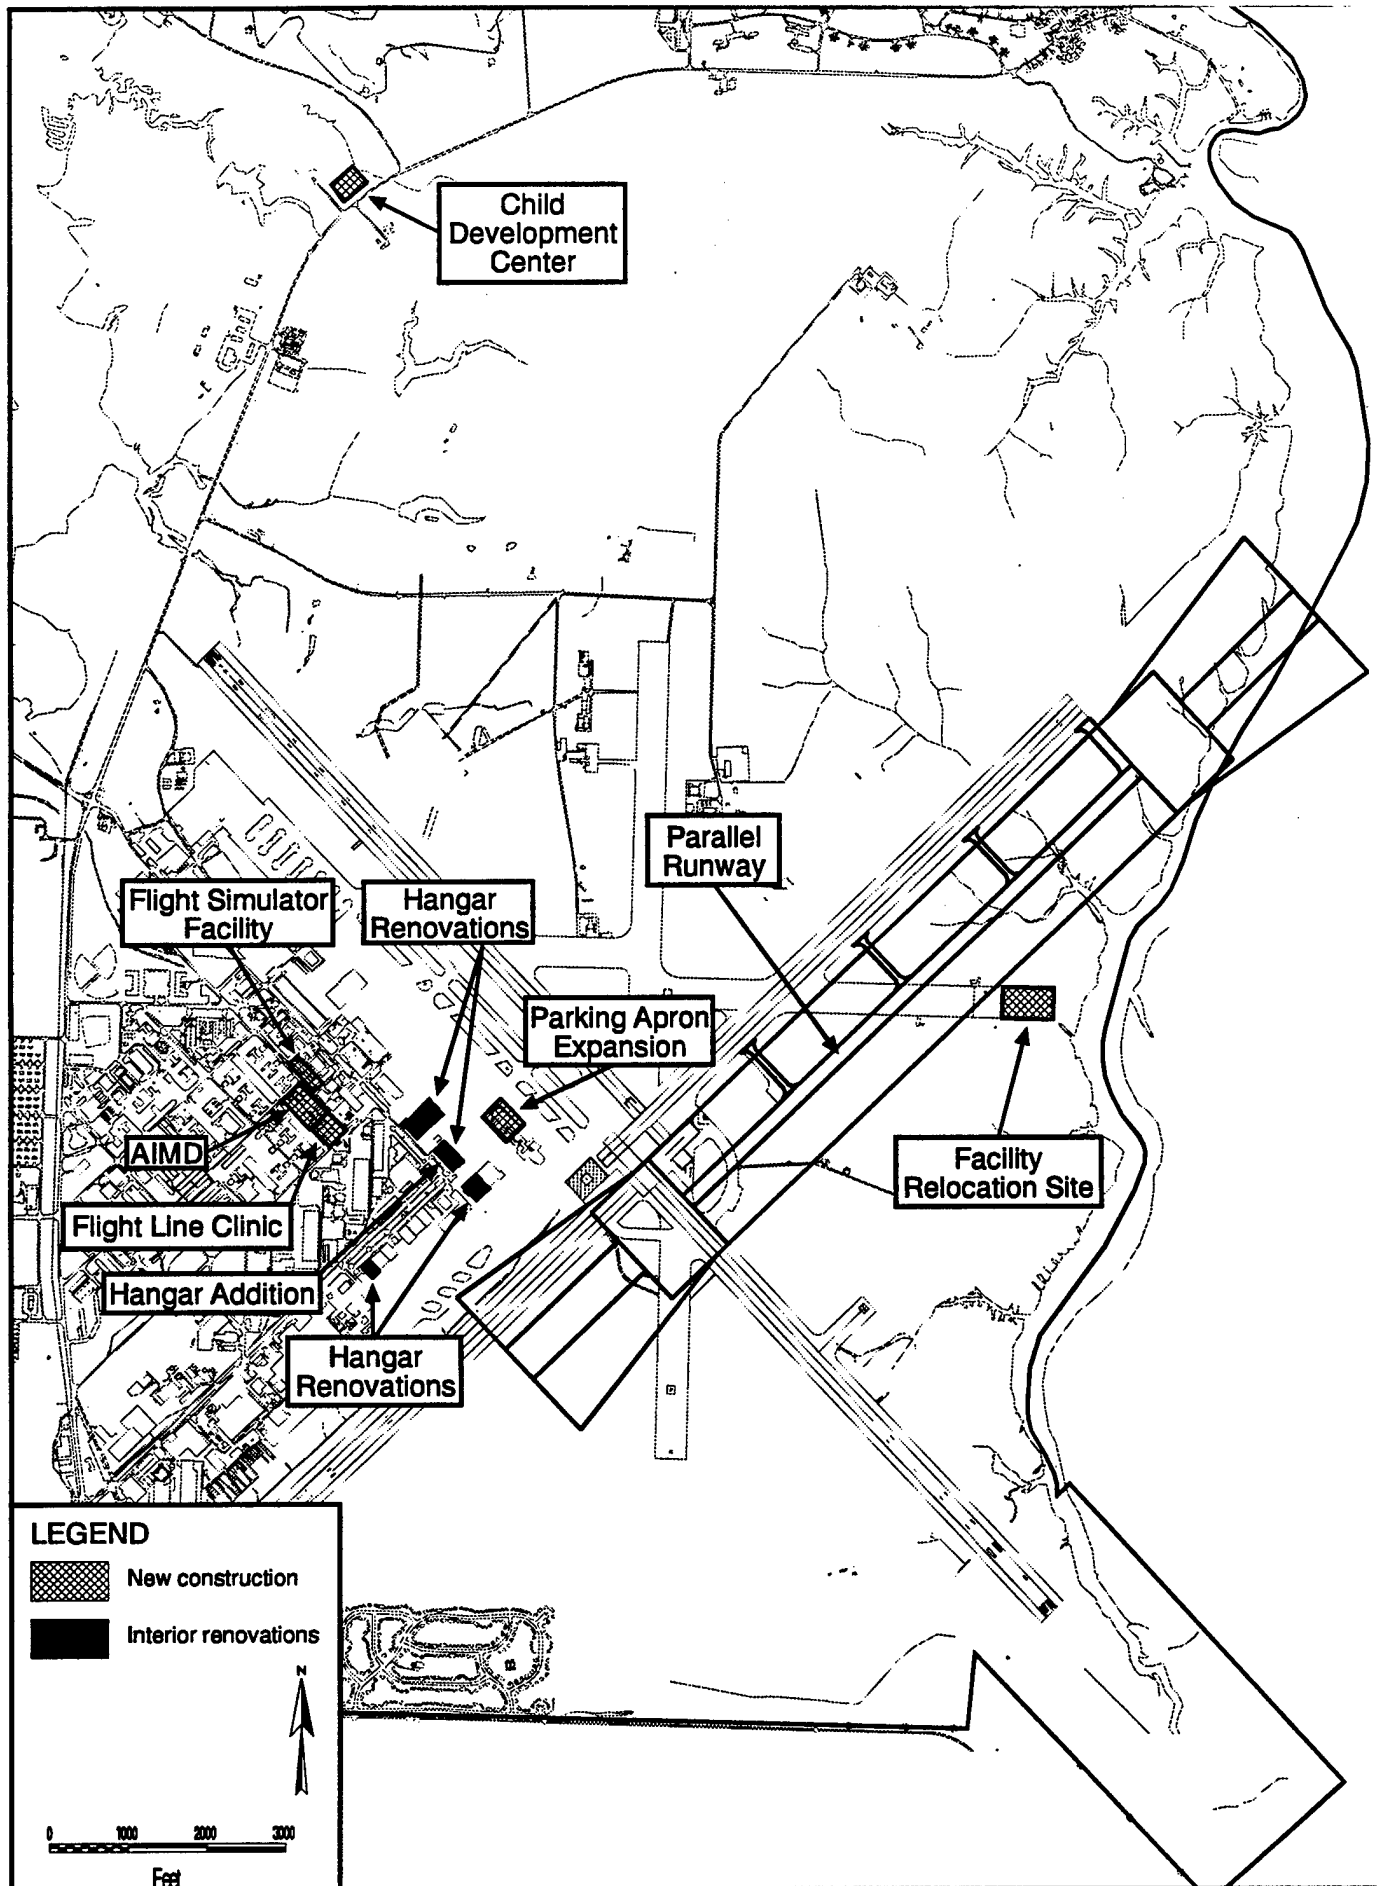 Child
Development
Center
Parallel
Runway
Flight Simulator
Facility
Hangar
Renovations
Parking Apron
Expansion
AIMD
Facility
Relocation Site
Flight Line Clinic
Hangar Addition
Hangar
Renovations
LEGEND
New construction
Interior renovations
N
0 1000 2000 3000
Feet